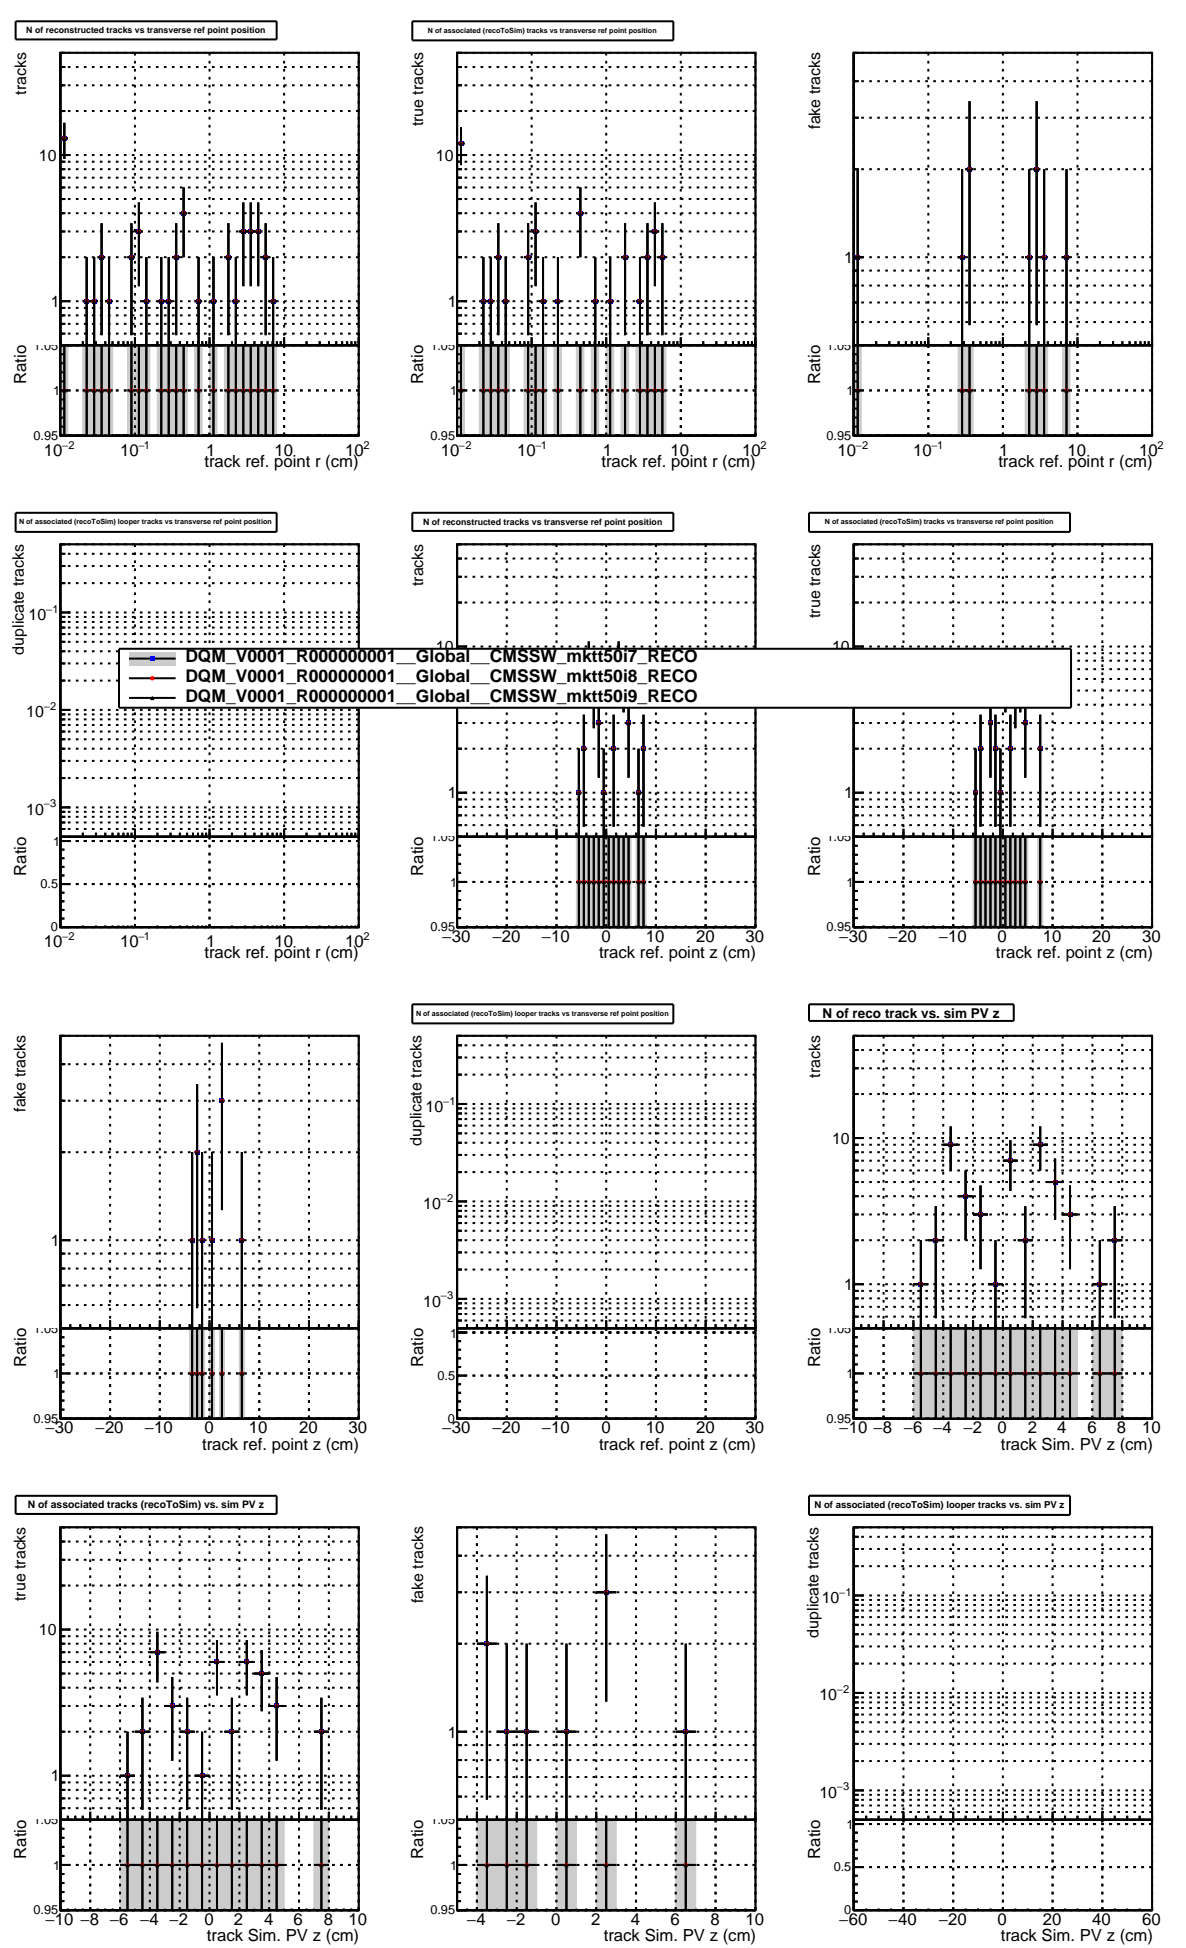 N of reconstructed tracks vs transverse ref point position
tracks
10
1
Ratio
1.05
1
0.95
10−2 10−1 1 10 102
track ref. point r (cm)
N of associated (recoToSim) tracks vs transverse ref point position
true tracks
10
1
Ratio
1.05
1
0.95
10−2 10−1 1 10 102
track ref. point r (cm)
fake tracks
1
Ratio
1.05
1
0.95
10−2 10−1 1 10 102
track ref. point r (cm)
N of associated (recoToSim) looper tracks vs transverse ref point position
duplicate tracks
10−1
10−2
10−3
Ratio
1
0.5
0
10−2 10−1 1 10 102
track ref. point r (cm)
N of reconstructed tracks vs transverse ref point position
tracks
1
Ratio
1.05
1
0.95
−30 −20 −10 0 10 20 30
track ref. point z (cm)
N of associated (recoToSim) tracks vs transverse ref point position
true tracks
10
1
Ratio
1.05
1
0.95
−30 −20 −10 0 10 20 30
track ref. point z (cm)
DQM_V0001_R000000001__Global__CMSSW_mktt50i7_RECO
DQM_V0001_R000000001__Global__CMSSW_mktt50i8_RECO
DQM_V0001_R000000001__Global__CMSSW_mktt50i9_RECO
fake tracks
1
Ratio
1.05
1
0.95
−30 −20 −10 0 10 20 30
track ref. point z (cm)
N of associated (recoToSim) looper tracks vs transverse ref point position
duplicate tracks
10−1
10−2
10−3
Ratio
1
0.5
0
−30 −20 −10 0 10 20 30
track ref. point z (cm)
N of reco track vs. sim PV z
tracks
10
1
Ratio
1.05
1
0.95
−10 −8 −6 −4 −2 0 2 4 6 8 10
track Sim. PV z (cm)
N of associated tracks (recoToSim) vs. sim PV z
true tracks
10
1
Ratio
1.05
1
0.95
−10 −8 −6 −4 −2 0 2 4 6 8 10
track Sim. PV z (cm)
fake tracks
1
Ratio
1.05
1
0.95
−4 −2 0 2 4 6 8 10
track Sim. PV z (cm)
N of associated (recoToSim) looper tracks vs. sim PV z
duplicate tracks
10−1
10−2
10−3
Ratio
1
0.5
0
−60 −40 −20 0 20 40 60
track Sim. PV z (cm)